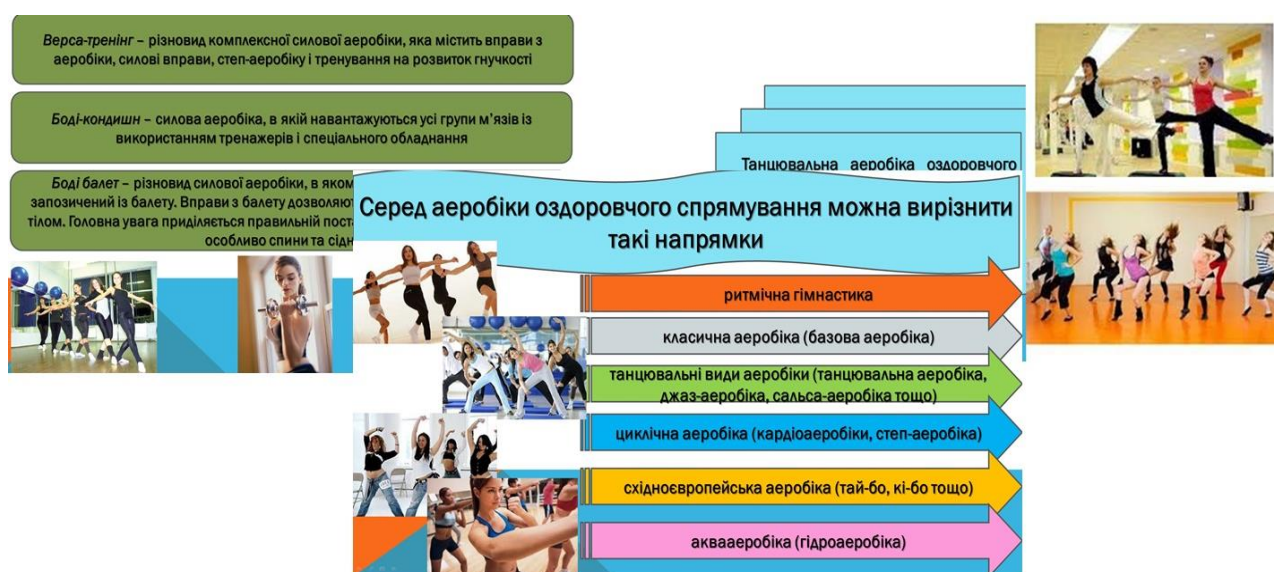 Верса-тренінг – різновид комплексної силової аеробіки, яка містить вправи з
аеробіки, силові вправи, степ-аеробіку і тренування на розвиток гнучкості
Боді-кондишн – силова аеробіка, в якій навантажуються усі групи м'язів із
використанням тренажерів і спеціального обладнання
Боді балет – різновид силової аеробіки, в яком
запозичений із балету. Вправи з балету дозволяют
тілом. Головна увага приділяється правильній пост
особливо спини та сідн
Танцювальна аеробіка оздоровчого
Серед аеробіки оздоровчого спрямування можна вирізнити
такі напрямки
ритмічна гімнастика
класична аеробіка (базова аеробіка)
танцювальні види аеробіки (танцювальна аеробіка,
джаз-аеробіка, сальса-аеробіка тощо)
циклічна аеробіка (кардіоаеробіки, степ-аеробіка)
східноєвропейська аеробіка (тай-бо, кі-бо тощо)
аквааеробіка (гідроаеробіка)